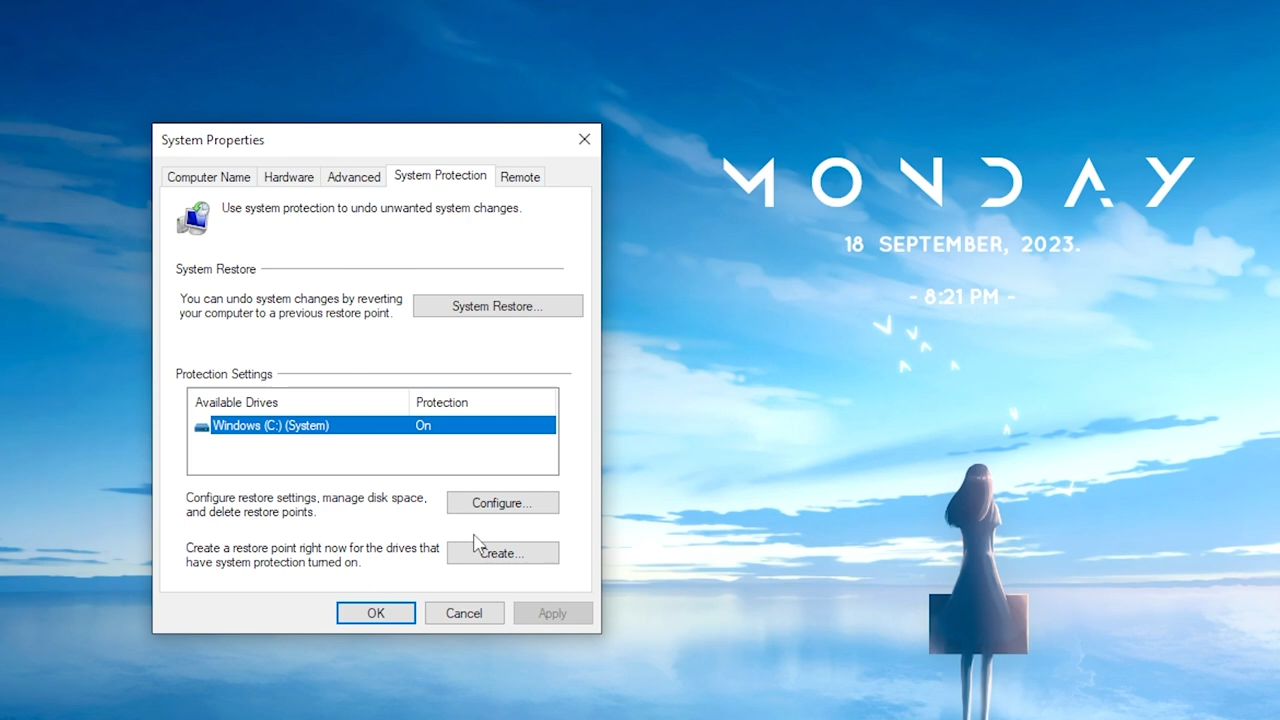 System Properties
Computer Name
Hardware
Advanced
System Protection
Remote
Use system protection to undo unwanted system changes.
System Restore
You can undo system changes by reverting
your computer to a previous restore point.
System Restore...
Protection Settings
Available Drives
Protection
Windows (C:) (System)
On
Configure restore settings, manage disk space,
and delete restore points.
Configure...
Create a restore point right now for the drives that
have system protection turned on.
Create...
OK
Cancel
Apply
MONDAY
18 SEPTEMBER, 2023.
- 8:21 PM -